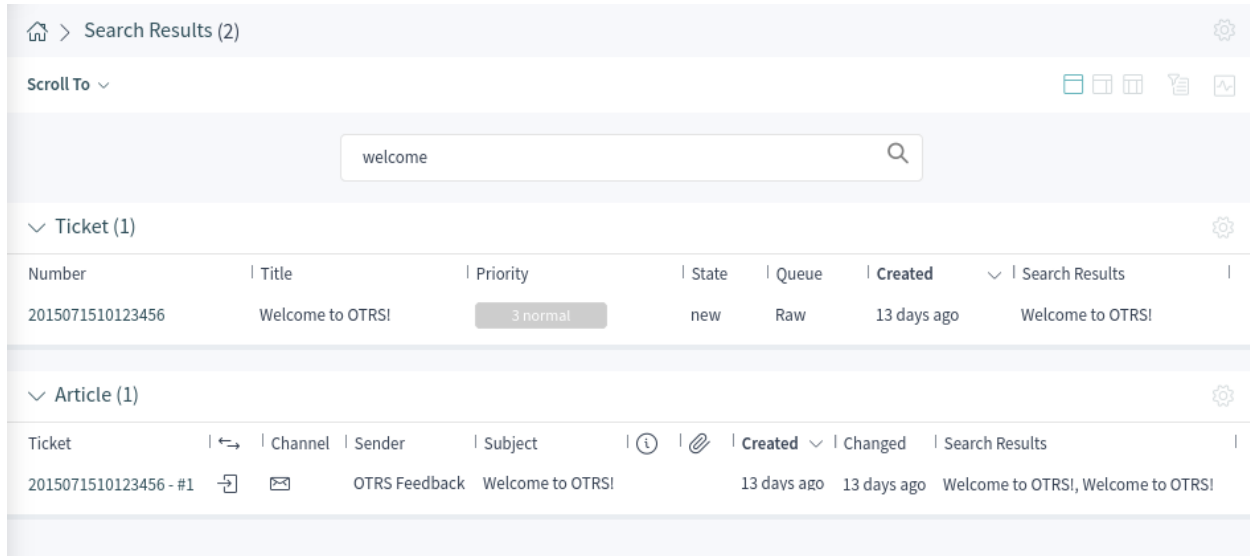 Search Results (2)
Scroll To
welcome
Ticket (1)
Number Title Priority State Queue Created Search Results
2015071510123456 Welcome to OTRS! 3 normal new Raw 13 days ago Welcome to OTRS!
Article (1)
Ticket Channel Sender Subject Created Changed Search Results
2015071510123456 - #1 OTRS Feedback Welcome to OTRS! 13 days ago 13 days ago Welcome to OTRS!, Welcome to OTRS!